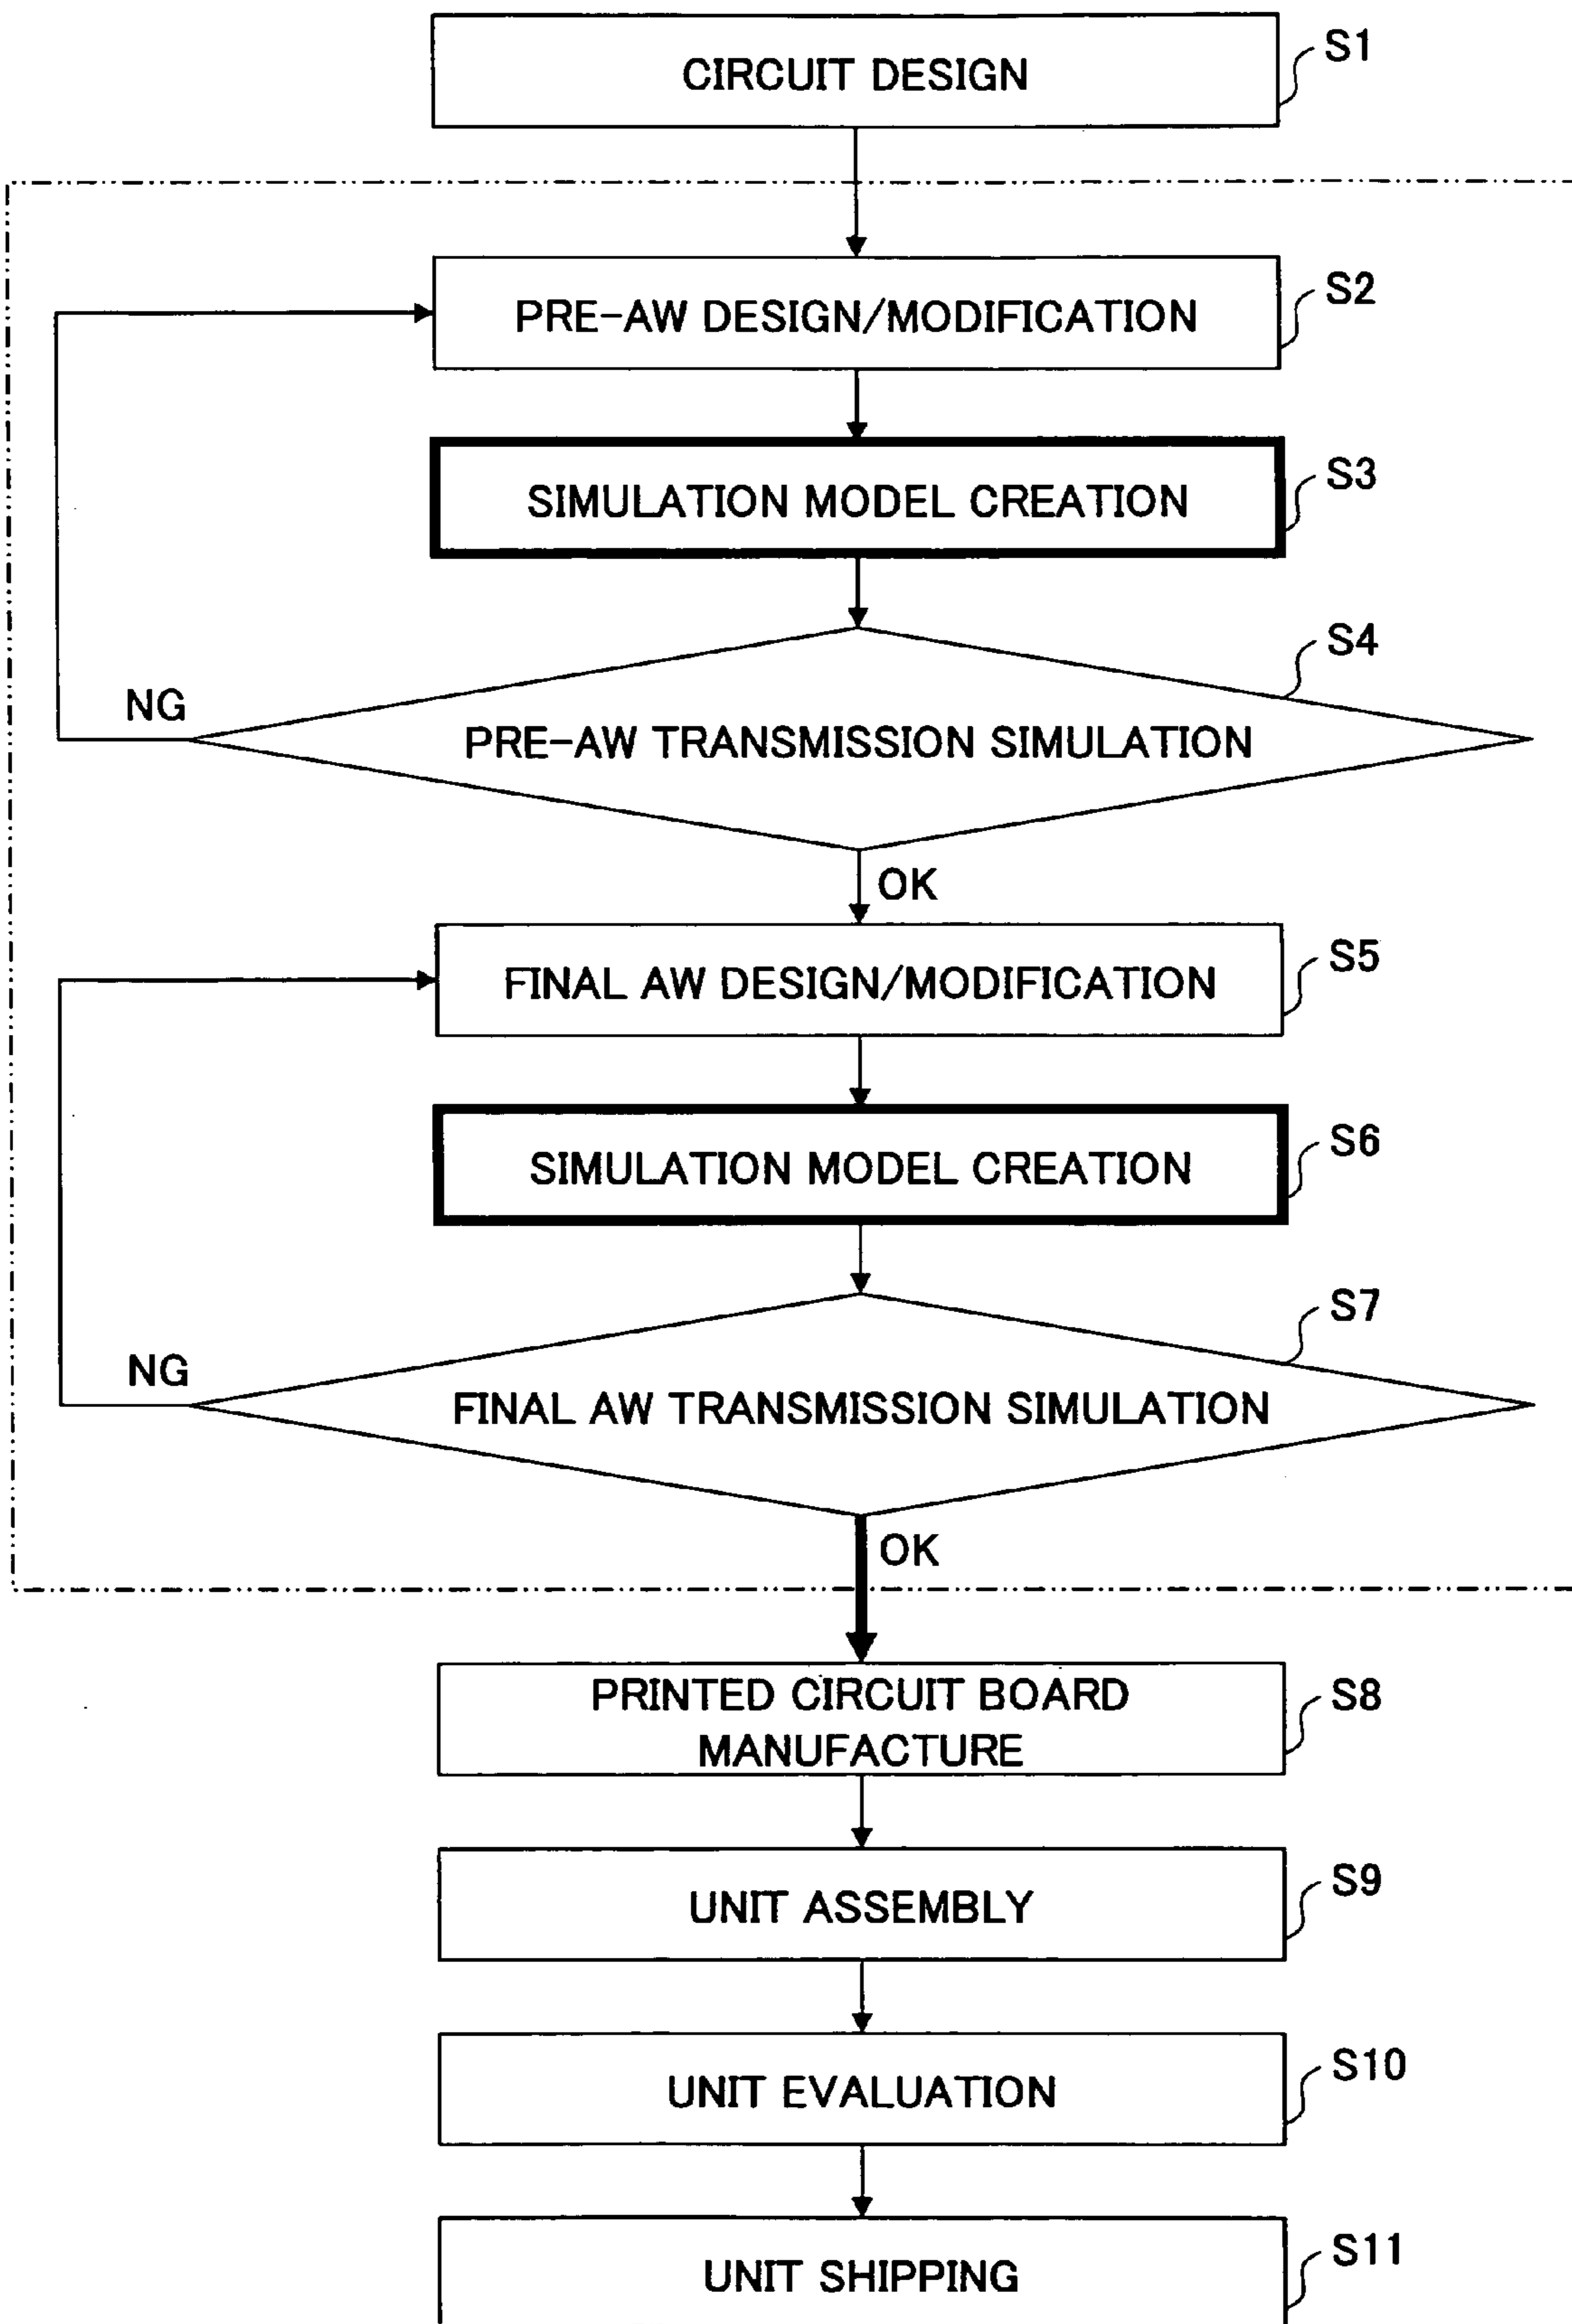 CIRCUIT DESIGN
S1
PRE-AW DESIGN/MODIFICATION
S2
SIMULATION MODEL CREATION
S3
S4
NG
PRE-AW TRANSMISSION SIMULATION
OK
FINAL AW DESIGN/MODIFICATION
S5
SIMULATION MODEL CREATION
S6
S7
NG
FINAL AW TRANSMISSION SIMULATION
OK
PRINTED CIRCUIT BOARD
MANUFACTURE
S8
UNIT ASSEMBLY
S9
UNIT EVALUATION
S10
UNIT SHIPPING
S11